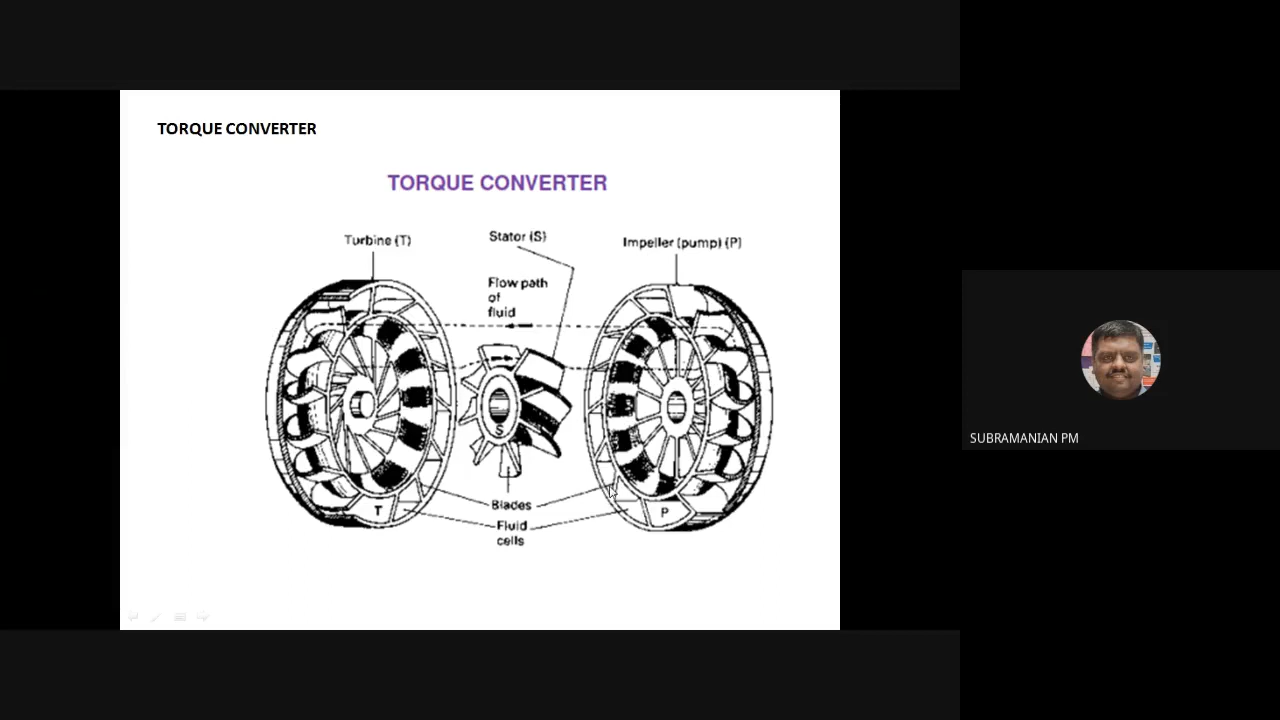 TORQUE CONVERTER
TORQUE CONVERTER
Turbine (T)
Stator (S)
Impeller (pump) (P)
Flow path
of
fluid
S
Blades
T
P
Fluid
cells
SUBRAMANIAN PM